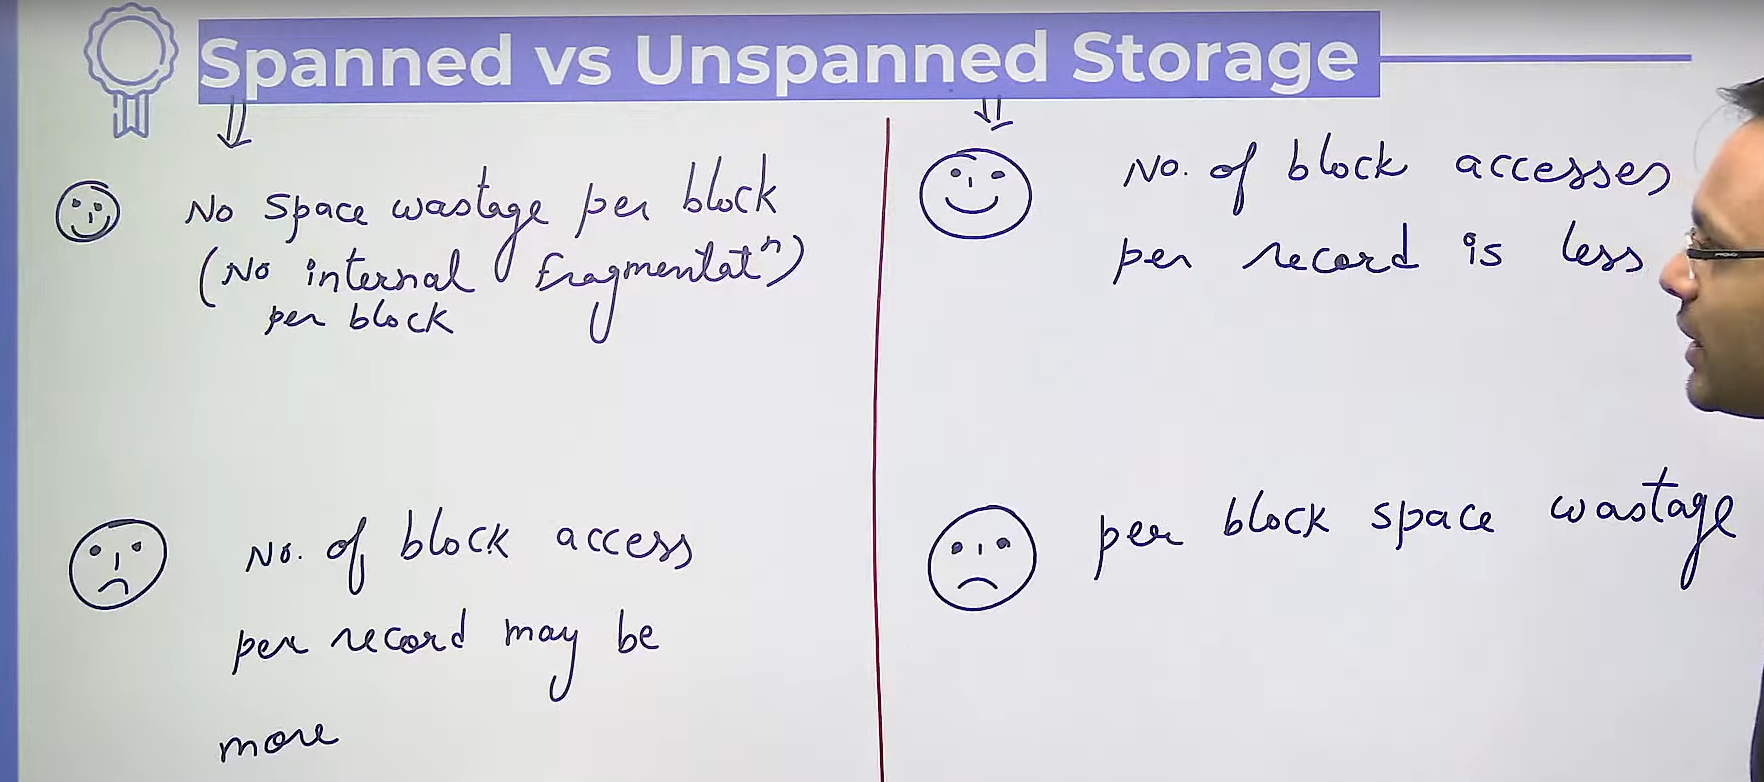 Spanned vs Unspanned Storage
No space wastage per block
(No internal fragmentatⁿ)
per block
No. of block access
per record may be
more
No. of block accesses
per record is less
per block space wastage